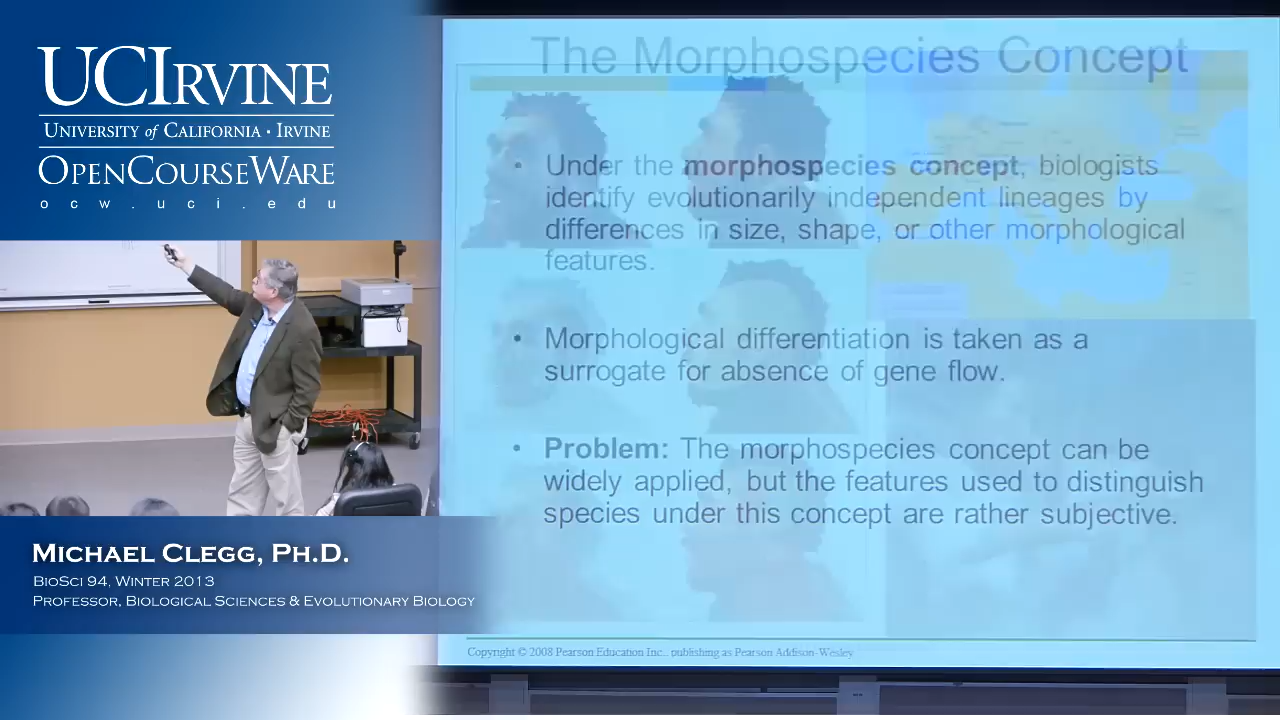 UCIRVINE
UNIVERSITY of CALIFORNIA · IRVINE
OPENCOURSEWARE
ocw.uci.edu
The Morphospecies Concept
• Under the morphospecies concept, biologists
identify evolutionarily independent lineages by
differences in size, shape, or other morphological
features.
• Morphological differentiation is taken as a
surrogate for absence of gene flow.
• Problem: The morphospecies concept can be
widely applied, but the features used to distinguish
species under this concept are rather subjective.
Copyright © 2008 Pearson Education Inc., publishing as Pearson Addison-Wesley
MICHAEL CLEGG, PH.D.
BIOSCI 94, WINTER 2013
PROFESSOR, BIOLOGICAL SCIENCES & EVOLUTIONARY BIOLOGY